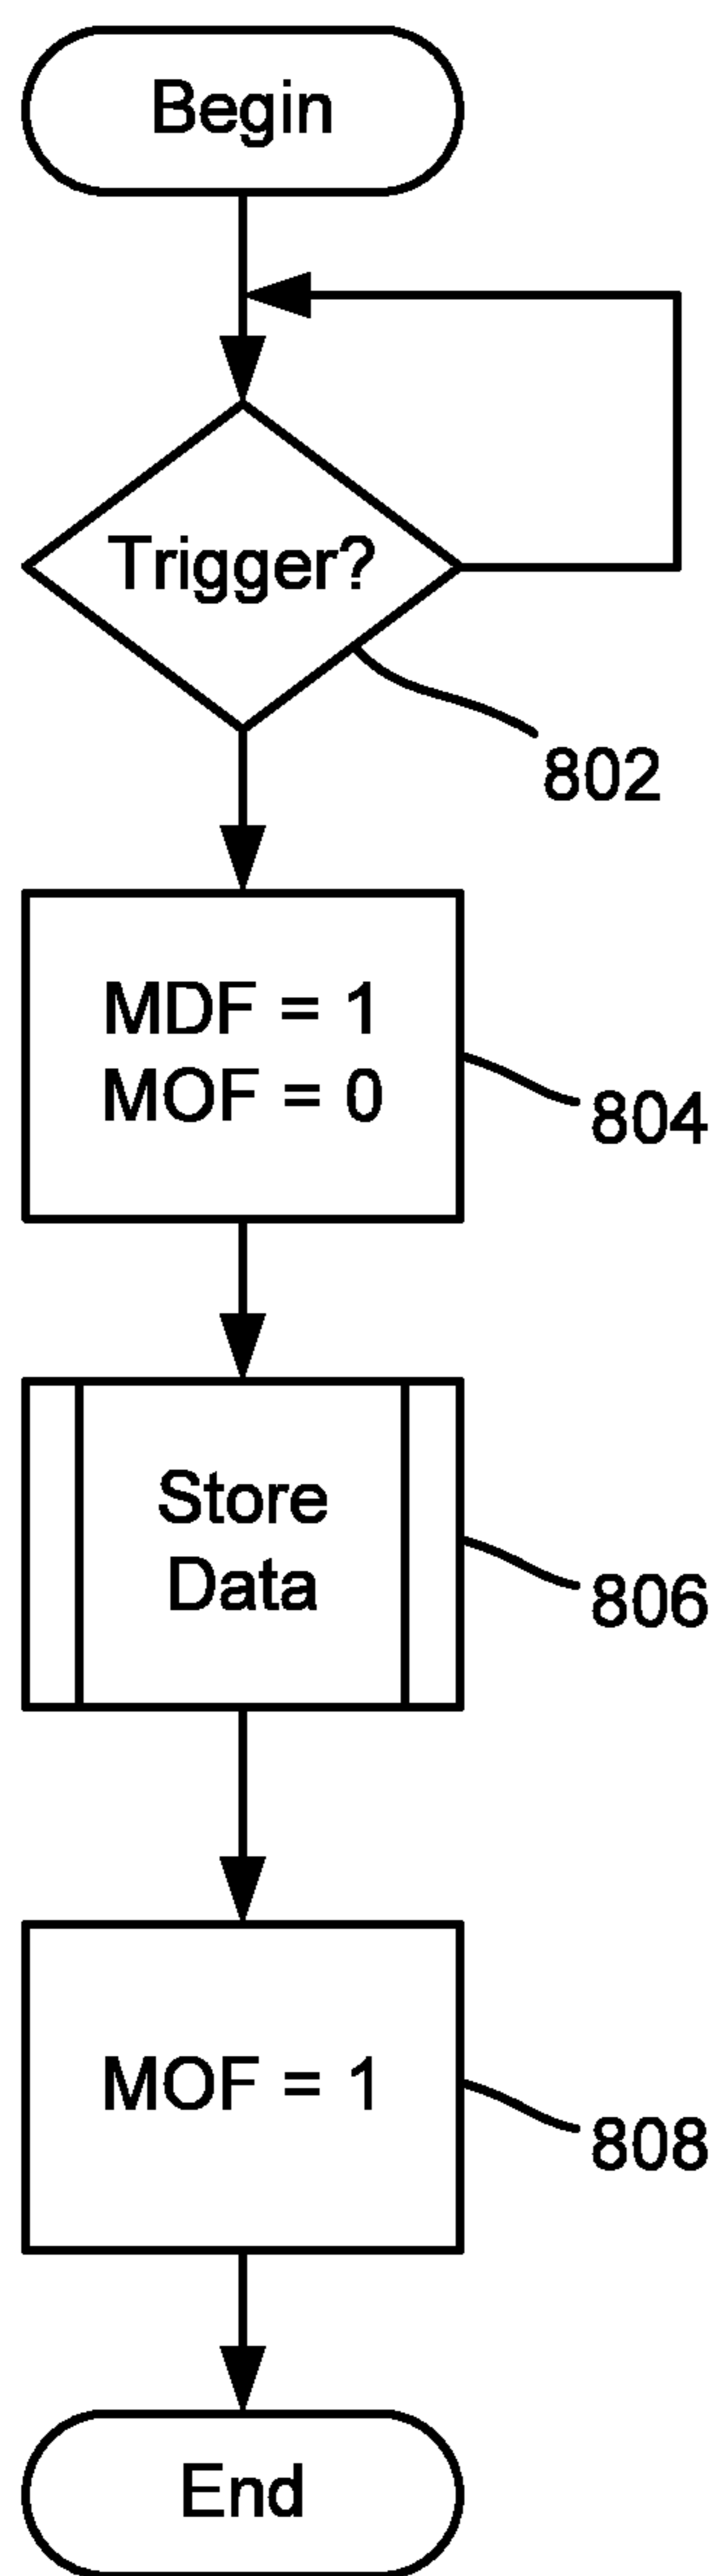 Begin
Trigger?
802
MDF = 1
MOF = 0
804
Store
Data
806
MOF = 1
808
End